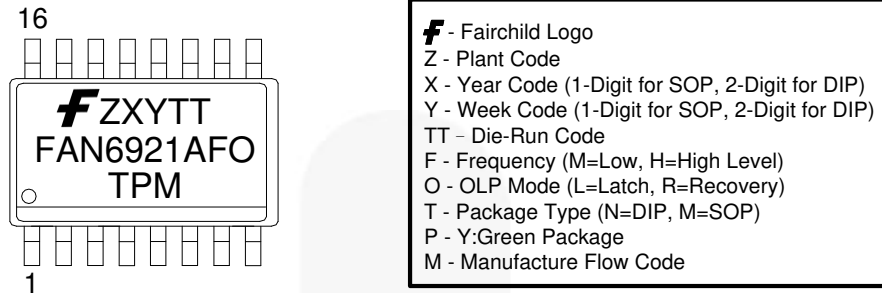 16
ZXYTT
FAN6921AFO
TPM
1
- Fairchild Logo
Z - Plant Code
X - Year Code (1-Digit for SOP, 2-Digit for DIP)
Y - Week Code (1-Digit for SOP, 2-Digit for DIP)
TT – Die-Run Code
F - Frequency (M=Low, H=High Level)
O - OLP Mode (L=Latch, R=Recovery)
T - Package Type (N=DIP, M=SOP)
P - Y:Green Package
M - Manufacture Flow Code